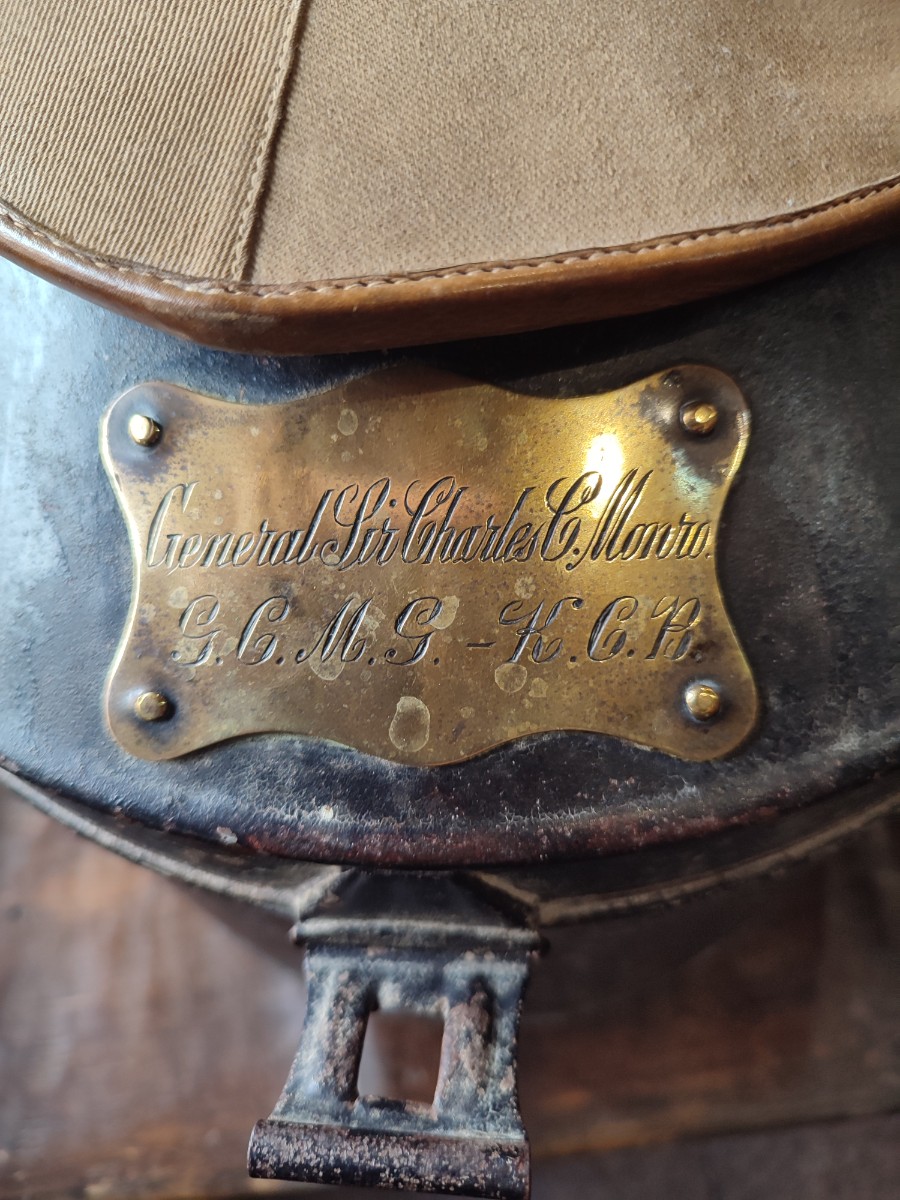 General Sir Charles C. Monro.
G.C.M.G. - K.C.B.